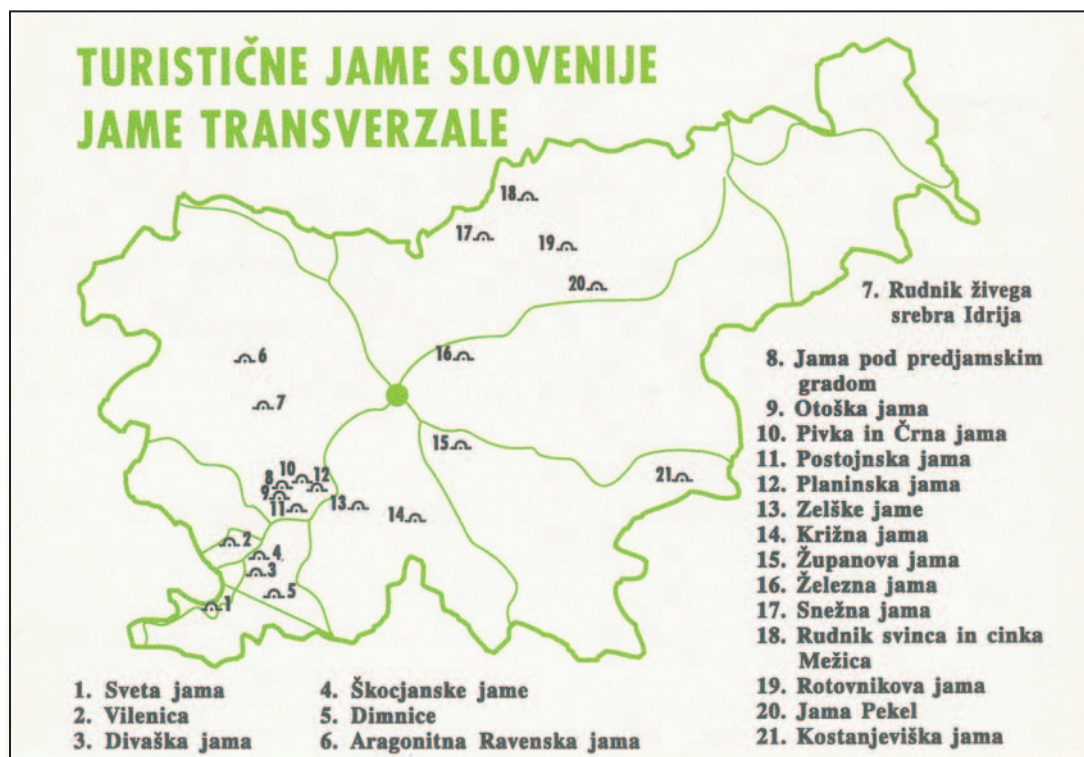 TURISTIČNE JAME SLOVENIJE
JAME TRANSVERZALE
18
17
19
20
16
6
7
15
21
10
8
12
9
11
13
14
2
4
3
5
1
7. Rudnik živega
srebra Idrija
8. Jama pod predjamskim
gradom
9. Otoška jama
10. Pivka in Črna jama
11. Postojnska jama
12. Planinska jama
13. Zelške jame
14. Križna jama
15. Županova jama
16. Železna jama
17. Snežna jama
18. Rudnik svinca in cinka
Mežica
19. Rotovnikova jama
20. Jama Pekel
21. Kostanjeviška jama
1. Sveta jama
2. Vilenica
3. Divaška jama
4. Škocjanske jame
5. Dimnice
6. Aragonitna Ravenska jama